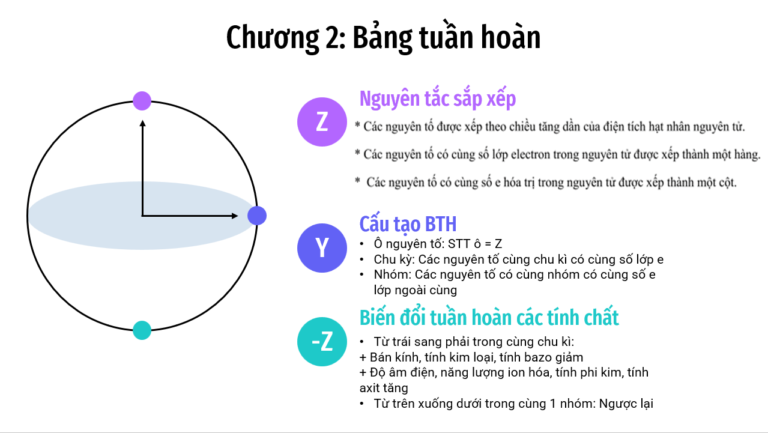 Chương 2: Bảng tuần hoàn
Z
Nguyên tắc sắp xếp
* Các nguyên tố được xếp theo chiều tăng dần của điện tích hạt nhân nguyên tử.
* Các nguyên tố có cùng số lớp electron trong nguyên tử được xếp thành một hàng.
* Các nguyên tố có cùng số e hóa trị trong nguyên tử được xếp thành một cột.
Y
Cấu tạo BTH
• Ô nguyên tố: STT ô = Z
• Chu kỳ: Các nguyên tố cùng chu kì có cùng số lớp e
• Nhóm: Các nguyên tố có cùng nhóm có cùng số e
lớp ngoài cùng
-Z
Biến đổi tuần hoàn các tính chất
• Từ trái sang phải trong cùng chu kì:
+ Bán kính, tính kim loại, tính bazo giảm
+ Độ âm điện, năng lượng ion hóa, tính phi kim, tính
axit tăng
• Từ trên xuống dưới trong cùng 1 nhóm: Ngược lại